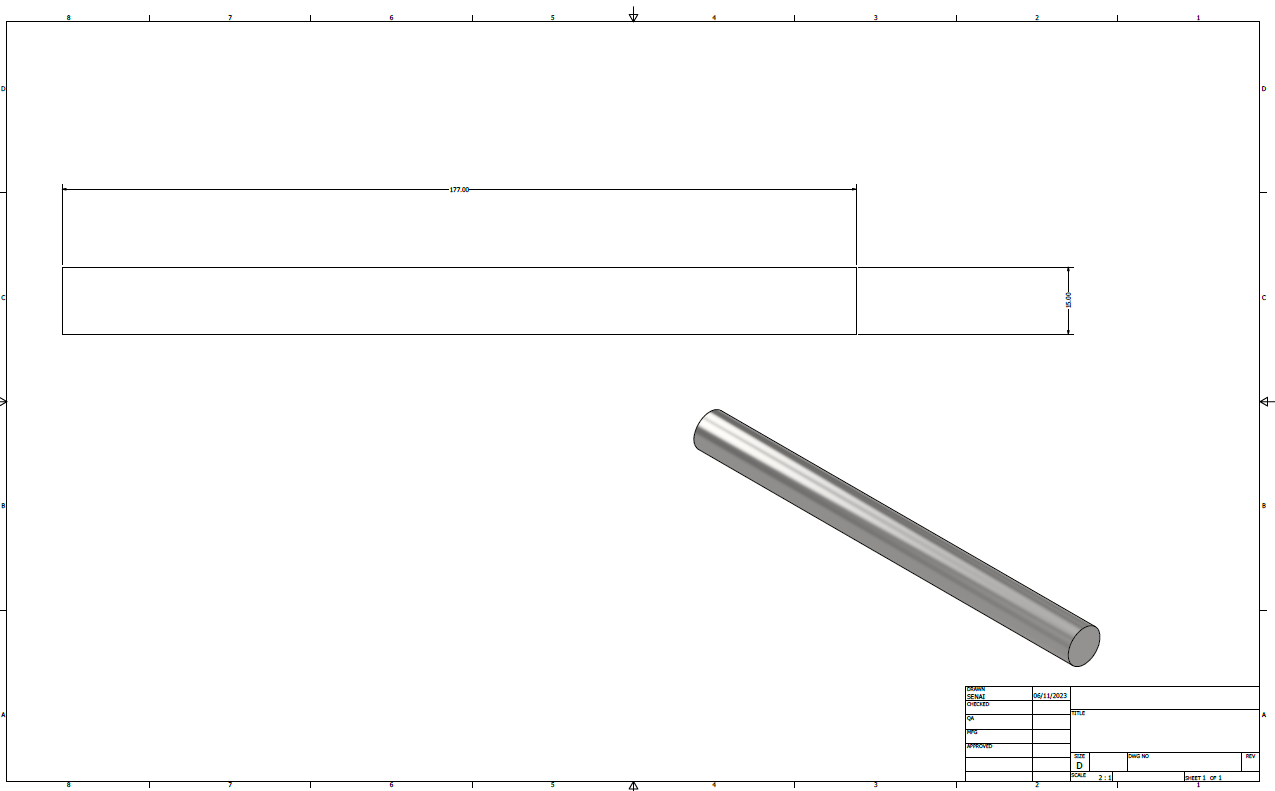 8 7 6 5 4 3 2 1
D D
177.00
C 15.00 C
B B
A A
DRAWN
SENAI 06/11/2023
CHECKED
TITLE
QA
MFG
APPROVED
SIZE DWG NO REV
D
SCALE 2 : 1 SHEET 1 OF 1
8 7 6 5 4 3 2 1